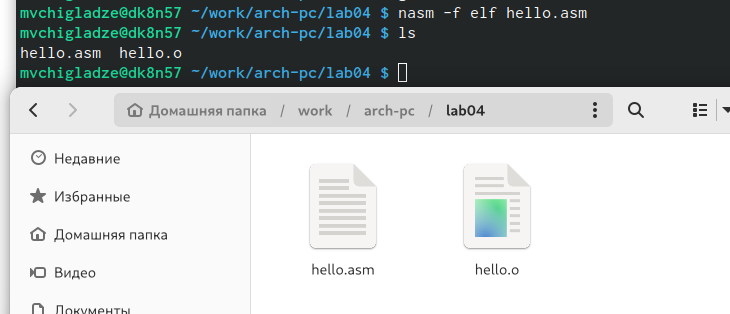 mvchigladze@dk8n57 ~/work/arch-pc/lab04 $ nasm -f elf hello.asm
mvchigladze@dk8n57 ~/work/arch-pc/lab04 $ ls
hello.asm  hello.o
mvchigladze@dk8n57 ~/work/arch-pc/lab04 $
Домашняя папка / work / arch-pc / lab04
Недавние
Избранные
Домашняя папка
Видео
Документы
hello.asm
hello.o